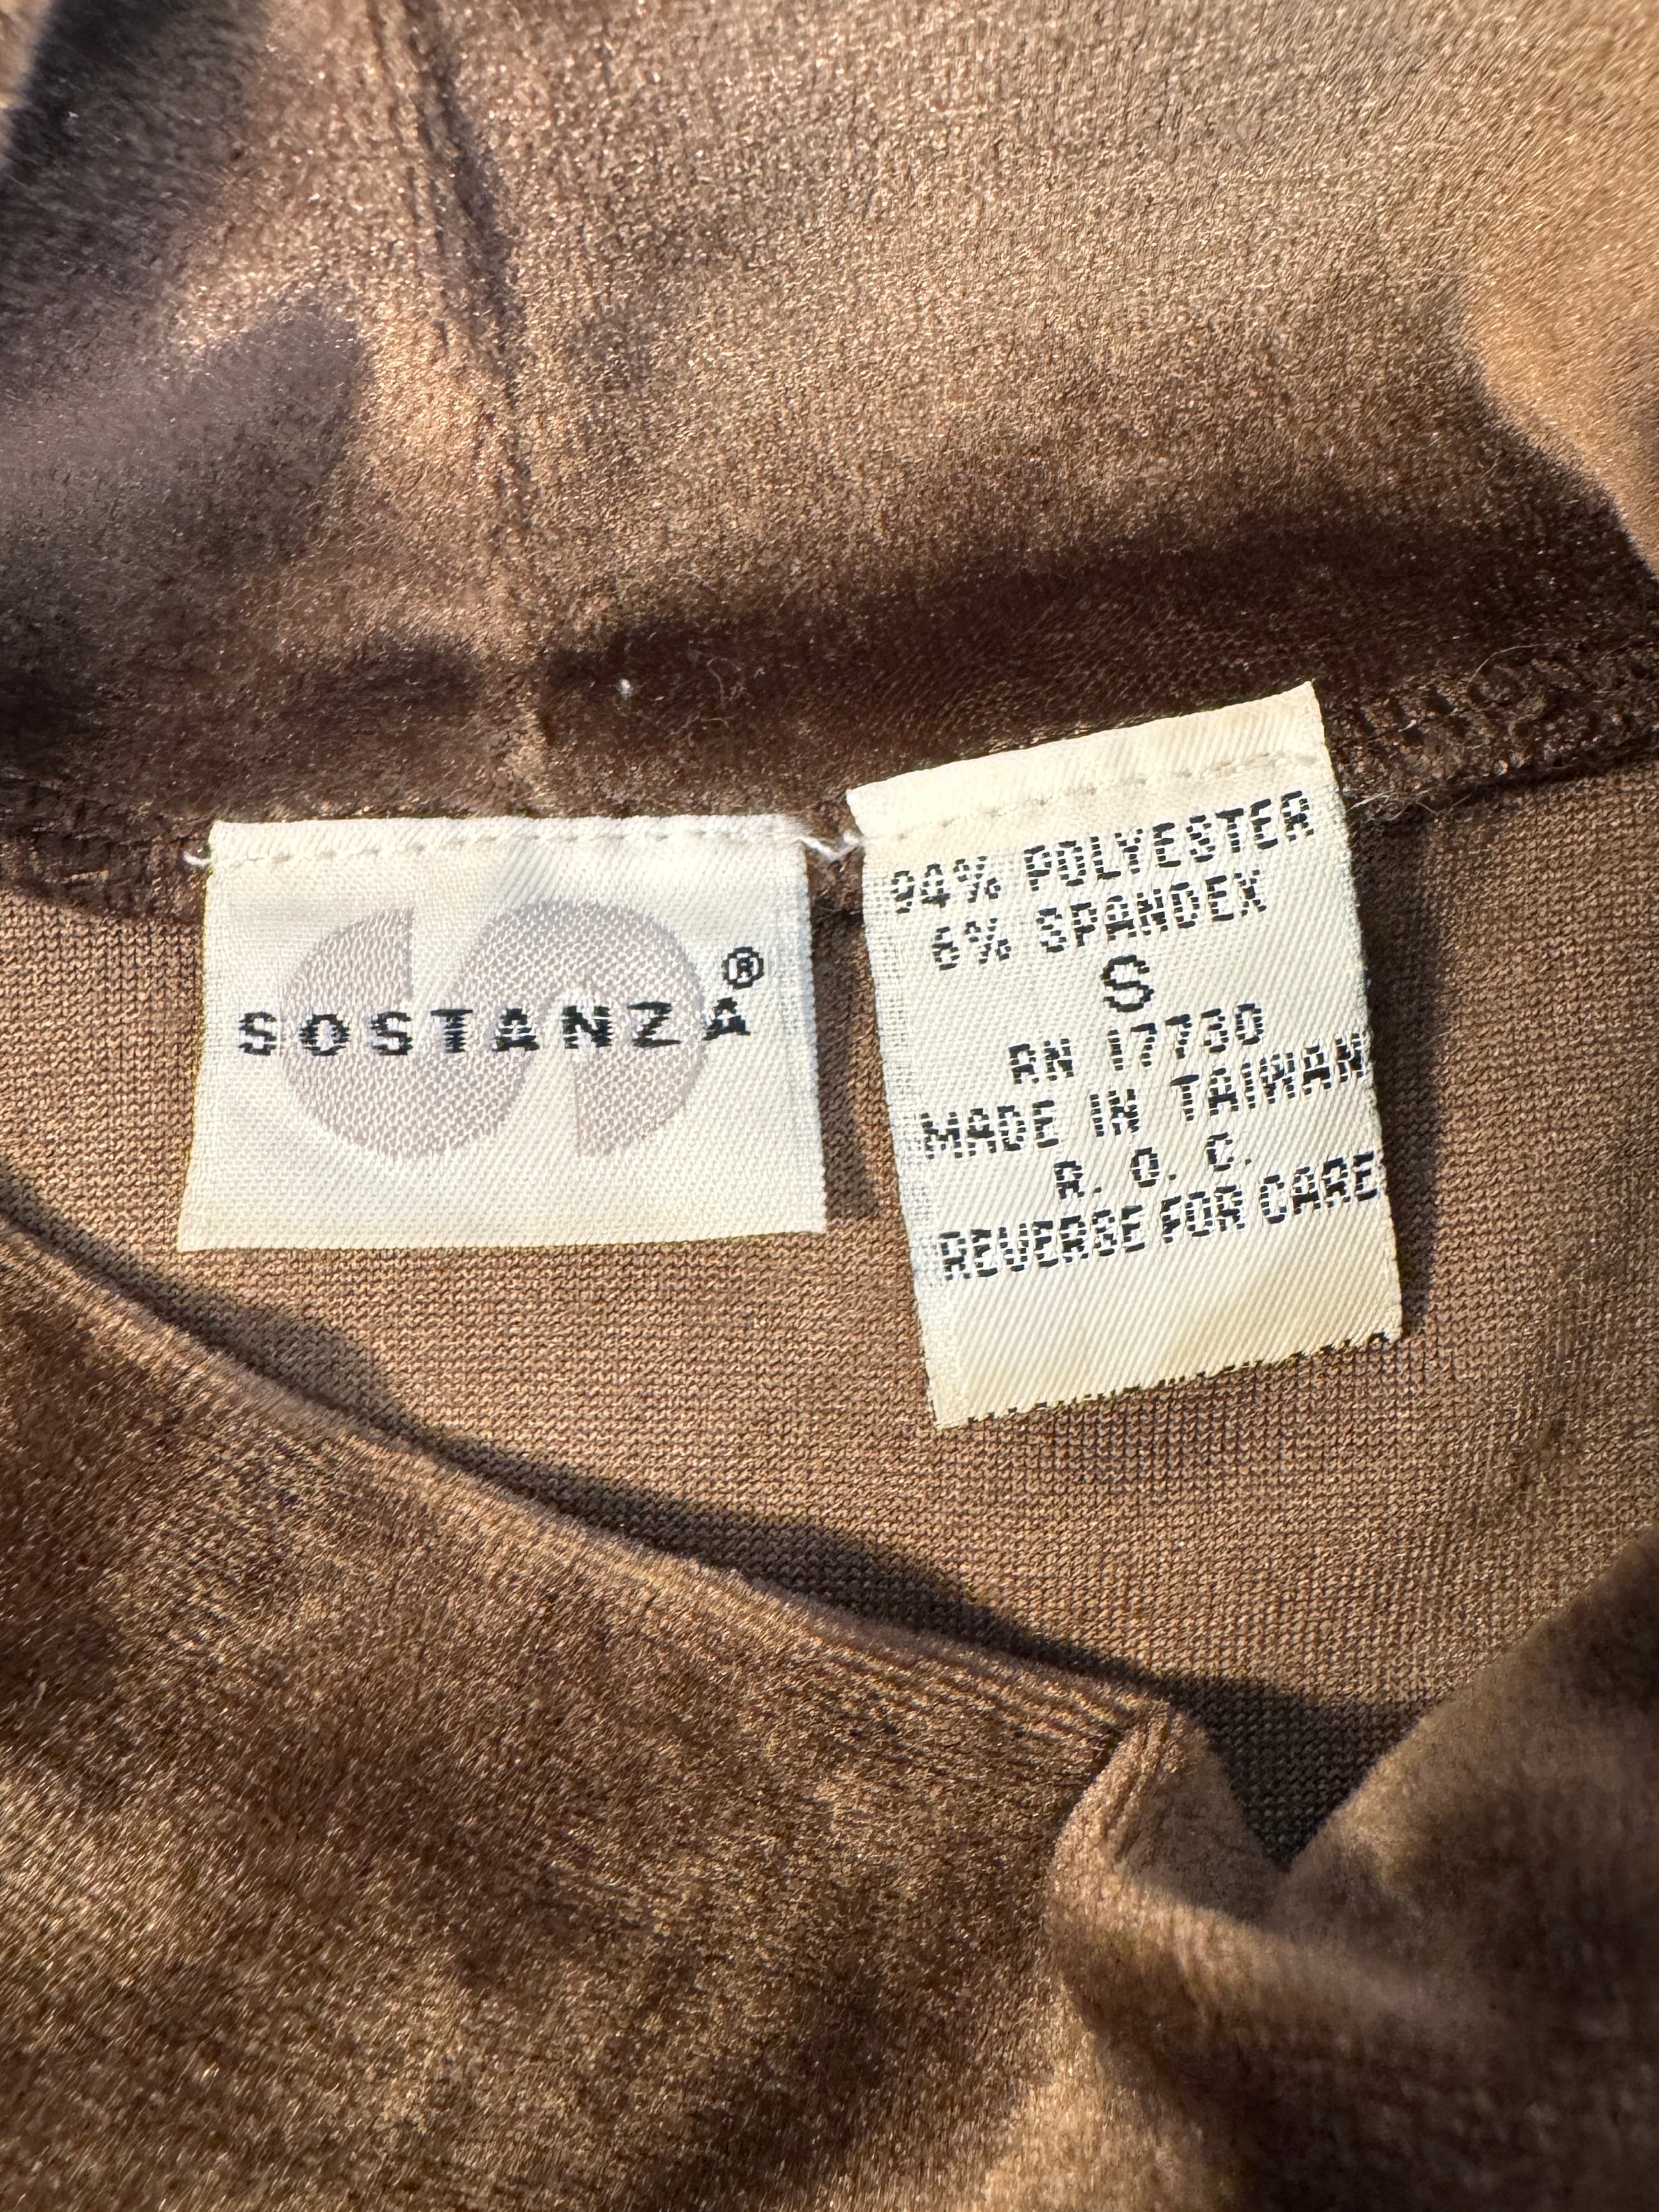 SOSTANZA®
94% POLYESTER
6% SPANDEX
S
RN 17730
MADE IN TAIWAN
R. O. C.
REVERSE FOR CARE